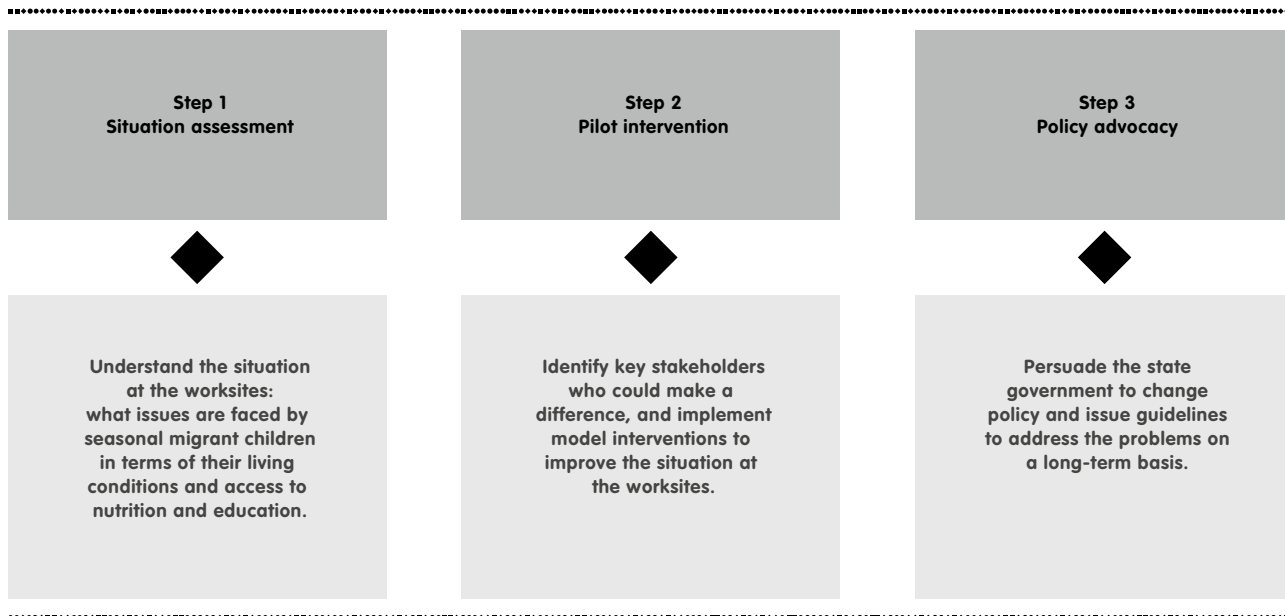 Step 1
Situation assessment
Step 2
Pilot intervention
Step 3
Policy advocacy
Understand the situation
at the worksites:
what issues are faced by
seasonal migrant children
in terms of their living
conditions and access to
nutrition and education.
Identify key stakeholders
who could make a
difference, and implement
model interventions to
improve the situation at
the worksites.
Persuade the state
government to change
policy and issue guidelines
to address the problems on
a long-term basis.